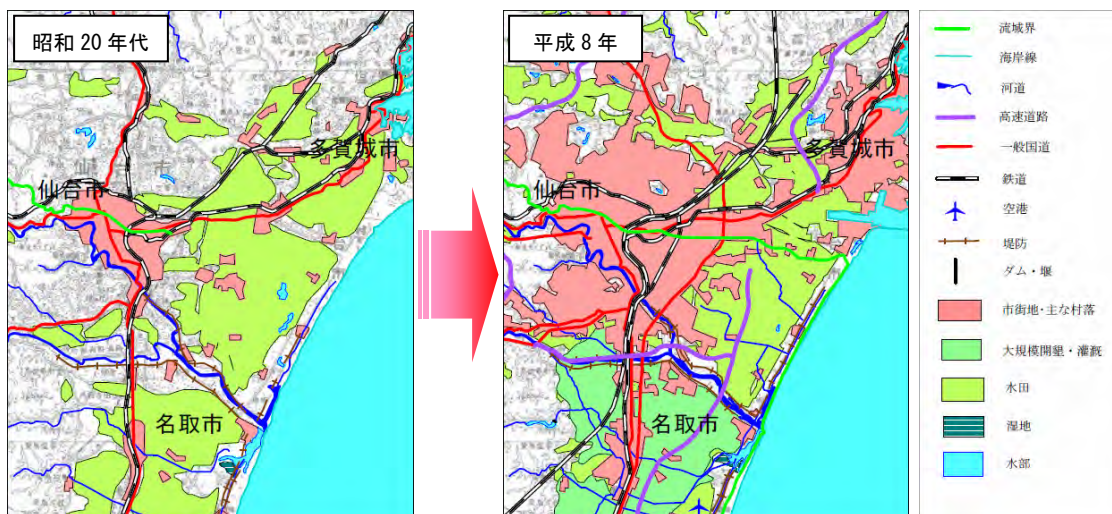 昭和 20 年代
多賀城市
仙台市
名取市
平成 8 年
多賀城市
仙台市
名取市
流域界
海岸線
河道
高速道路
一般国道
鉄道
空港
堤防
ダム・堰
市街地・主な村落
大規模開墾・灌漑
水田
湿地
水部